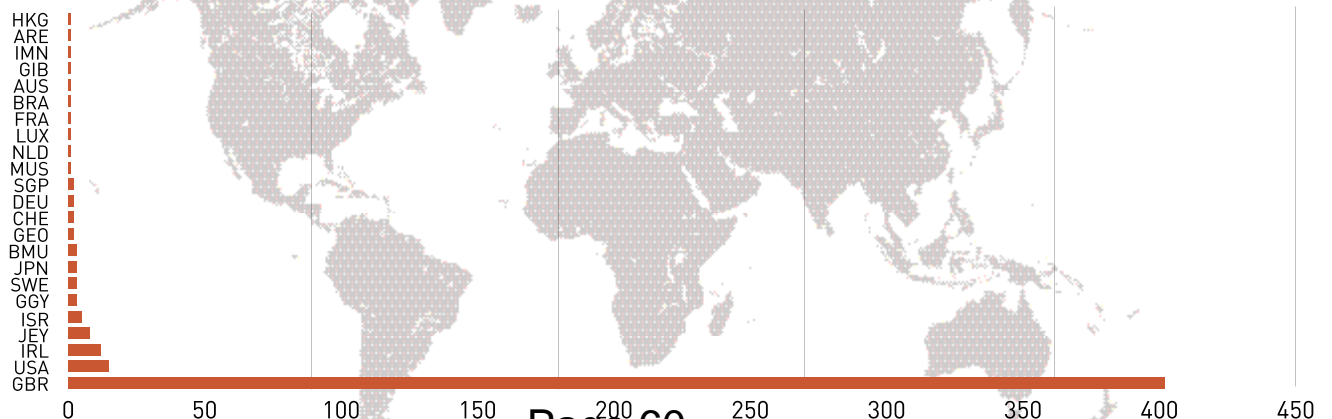 HKG
ARE
IMN
GIB
AUS
BRA
FRA
LUX
NLD
MUS
SGP
DEU
CHE
GEO
BMU
JPN
SWE
GGY
ISR
JEY
IRL
USA
GBR
0 50 100 150 200 250 300 350 400 450